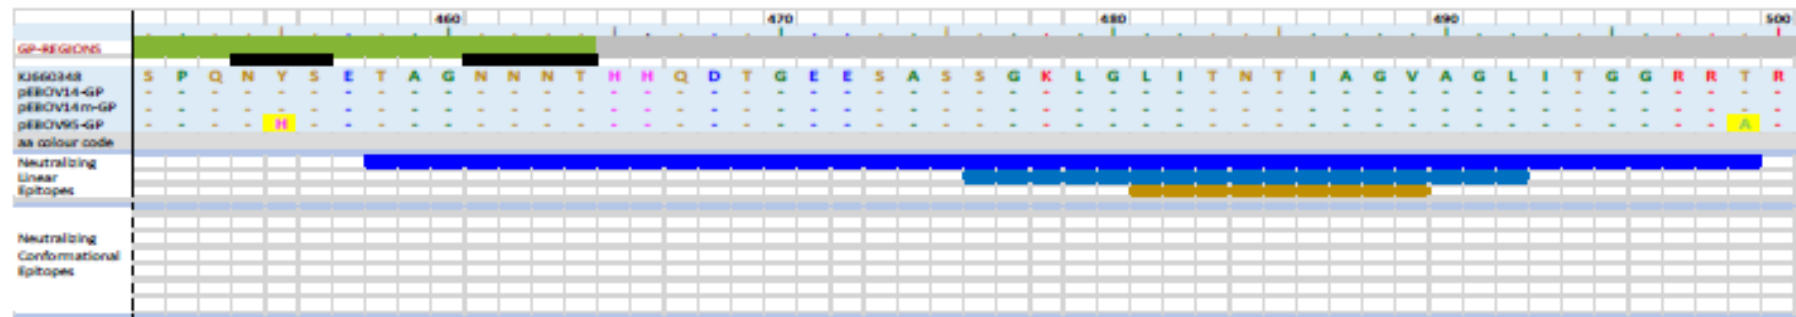 460 470 480 490 500
GP-REGIONS
KJ660348 S P Q N Y S E T A G N N N T H H Q D T G E E S A S S G K L G L I T N T I A G V A G L I T G G R R T R
pEBOV14-GP - - - - - - - - - - - - - - - - - - - - - - - - - - - - - - - - - - - - - - - - - - - - - - - - - -
pEBOV14m-GP - - - - - - - - - - - - - - - - - - - - - - - - - - - - - - - - - - - - - - - - - - - - - - - - - -
pEBOV95-GP - - - - H - - - - - - - - - - - - - - - - - - - - - - - - - - - - - - - - - - - - - - - - - - - A -
aa colour code
Neutralizing
Linear
Epitopes
Neutralizing
Conformational
Epitopes